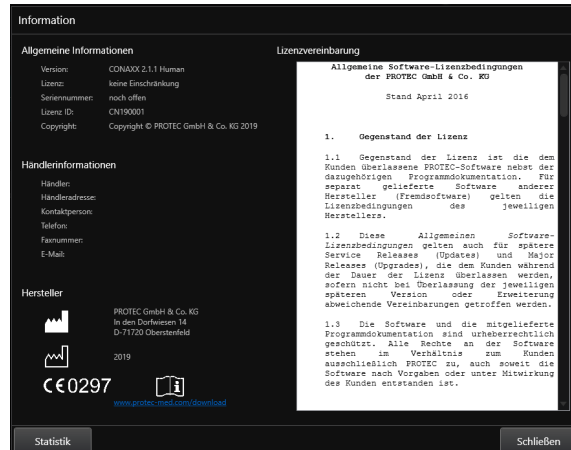 Information
Allgemeine Informationen
Version: CONAXX 2.1.1 Human
Lizenz: keine Einschränkung
Seriennummer: noch offen
Lizenz ID: CN190001
Copyright: Copyright © PROTEC GmbH & Co. KG 2019
Händlerinformationen
Händler:
Händleradresse:
Kontaktperson:
Telefon:
Faxnummer:
E-Mail:
Hersteller
PROTEC GmbH & Co. KG
In den Dorfwiesen 14
D-71720 Oberstenfeld
2019
CE0297
www.protec-med.com/download
Lizenzvereinbarung
Allgemeine Software-Lizenzbedingungen
der PROTEC GmbH & Co. KG
Stand April 2016
1. Gegenstand der Lizenz
1.1 Gegenstand der Lizenz ist die dem
Kunden überlassene PROTEC-Software nebst der
dazugehörigen Programmdokumentation. Für
separat gelieferte Software anderer
Hersteller (Fremdsoftware) gelten die
Lizenzbedingungen des jeweiligen
Herstellers.
1.2 Diese Allgemeinen Software-
Lizenzbedingungen gelten auch für spätere
Service Releases (Updates) und Major
Releases (Upgrades), die dem Kunden während
der Dauer der Lizenz überlassen werden,
sofern nicht bei Überlassung der jeweiligen
späteren Version oder Erweiterung
abweichende Vereinbarungen getroffen werden.
1.3 Die Software und die mitgelieferte
Programmdokumentation sind urheberrechtlich
geschützt. Alle Rechte an der Software
stehen im Verhältnis zum Kunden
ausschließlich PROTEC zu, auch soweit die
Software nach Vorgaben oder unter Mitwirkung
des Kunden entstanden ist.
Statistik
Schließen